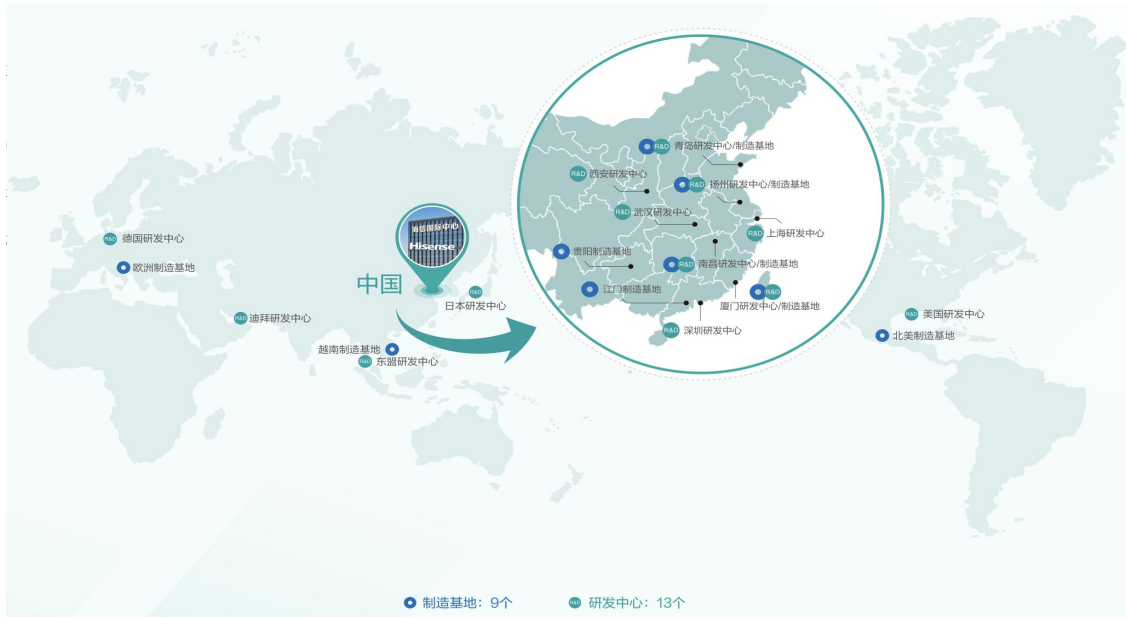 R&D 青岛研发中心/制造基地
R&D 西安研发中心
R&D 扬州研发中心/制造基地
R&D 武汉研发中心
R&D 上海研发中心
贵阳制造基地
R&D 南昌研发中心/制造基地
江门制造基地
R&D 厦门研发中心/制造基地
R&D 深圳研发中心
海信国际中心
Hisense
中国
R&D 德国研发中心
欧洲制造基地
R&D 迪拜研发中心
R&D
日本研发中心
越南制造基地
R&D 东盟研发中心
R&D 美国研发中心
北美制造基地
制造基地：9个
R&D 研发中心：13个